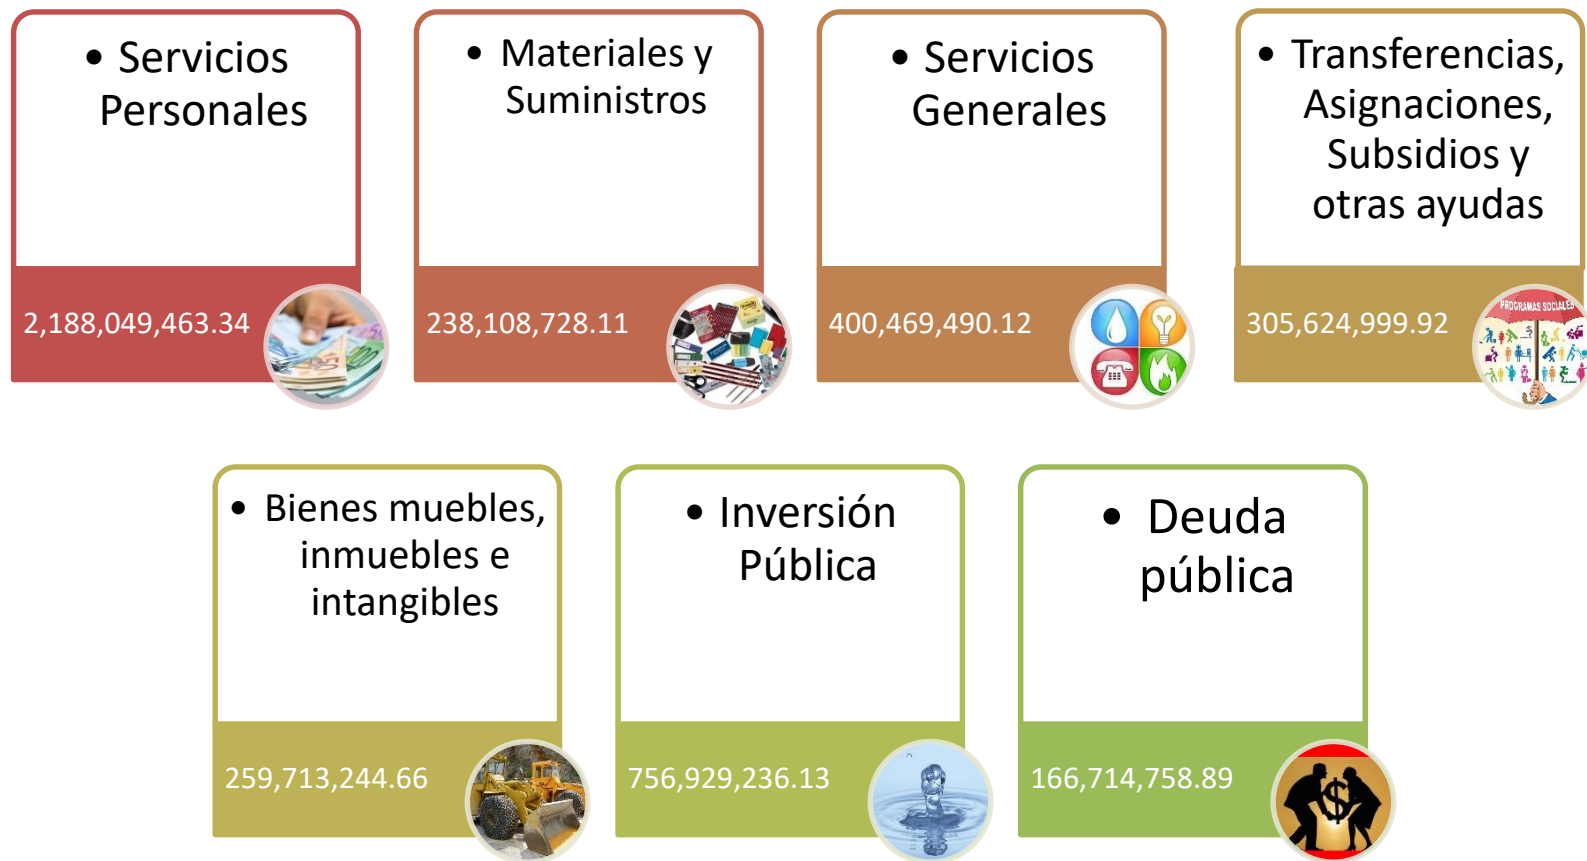 • Servicios
Personales
2,188,049,463.34
• Materiales y
Suministros
238,108,728.11
• Servicios
Generales
400,469,490.12
• Transferencias,
Asignaciones,
Subsidios y
otras ayudas
305,624,999.92
PROGRAMAS SOCIALES
• Bienes muebles,
inmuebles e
intangibles
259,713,244.66
• Inversión
Pública
756,929,236.13
• Deuda
pública
166,714,758.89
$